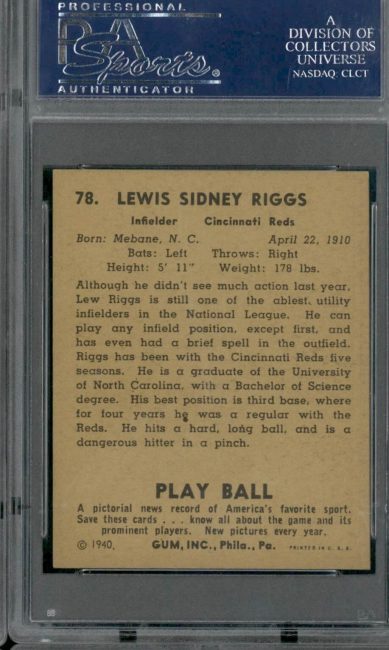 PROFESSIONAL
PSA
Sports®
AUTHENTICATOR
A
DIVISION OF
COLLECTORS
UNIVERSE
NASDAQ: CLCT
78. LEWIS SIDNEY RIGGS
Infielder Cincinnati Reds
Born: Mebane, N. C. April 22, 1910
Bats: Left Throws: Right
Height: 5' 11" Weight: 178 lbs.
Although he didn't see much action last year,
Lew Riggs is still one of the ablest utility
infielders in the National League. He can
play any infield position, except first, and
has even had a brief spell in the outfield.
Riggs has been with the Cincinnati Reds five
seasons. He is a graduate of the University
of North Carolina, with a Bachelor of Science
degree. His best position is third base, where
for four years he was a regular with the
Reds. He hits a hard, long ball, and is a
dangerous hitter in a pinch.
PLAY BALL
A pictorial news record of America's favorite sport.
Save these cards . . . know all about the game and its
prominent players. New pictures every year.
© 1940, GUM, INC., Phila., Pa. PRINTED IN U. S. A.